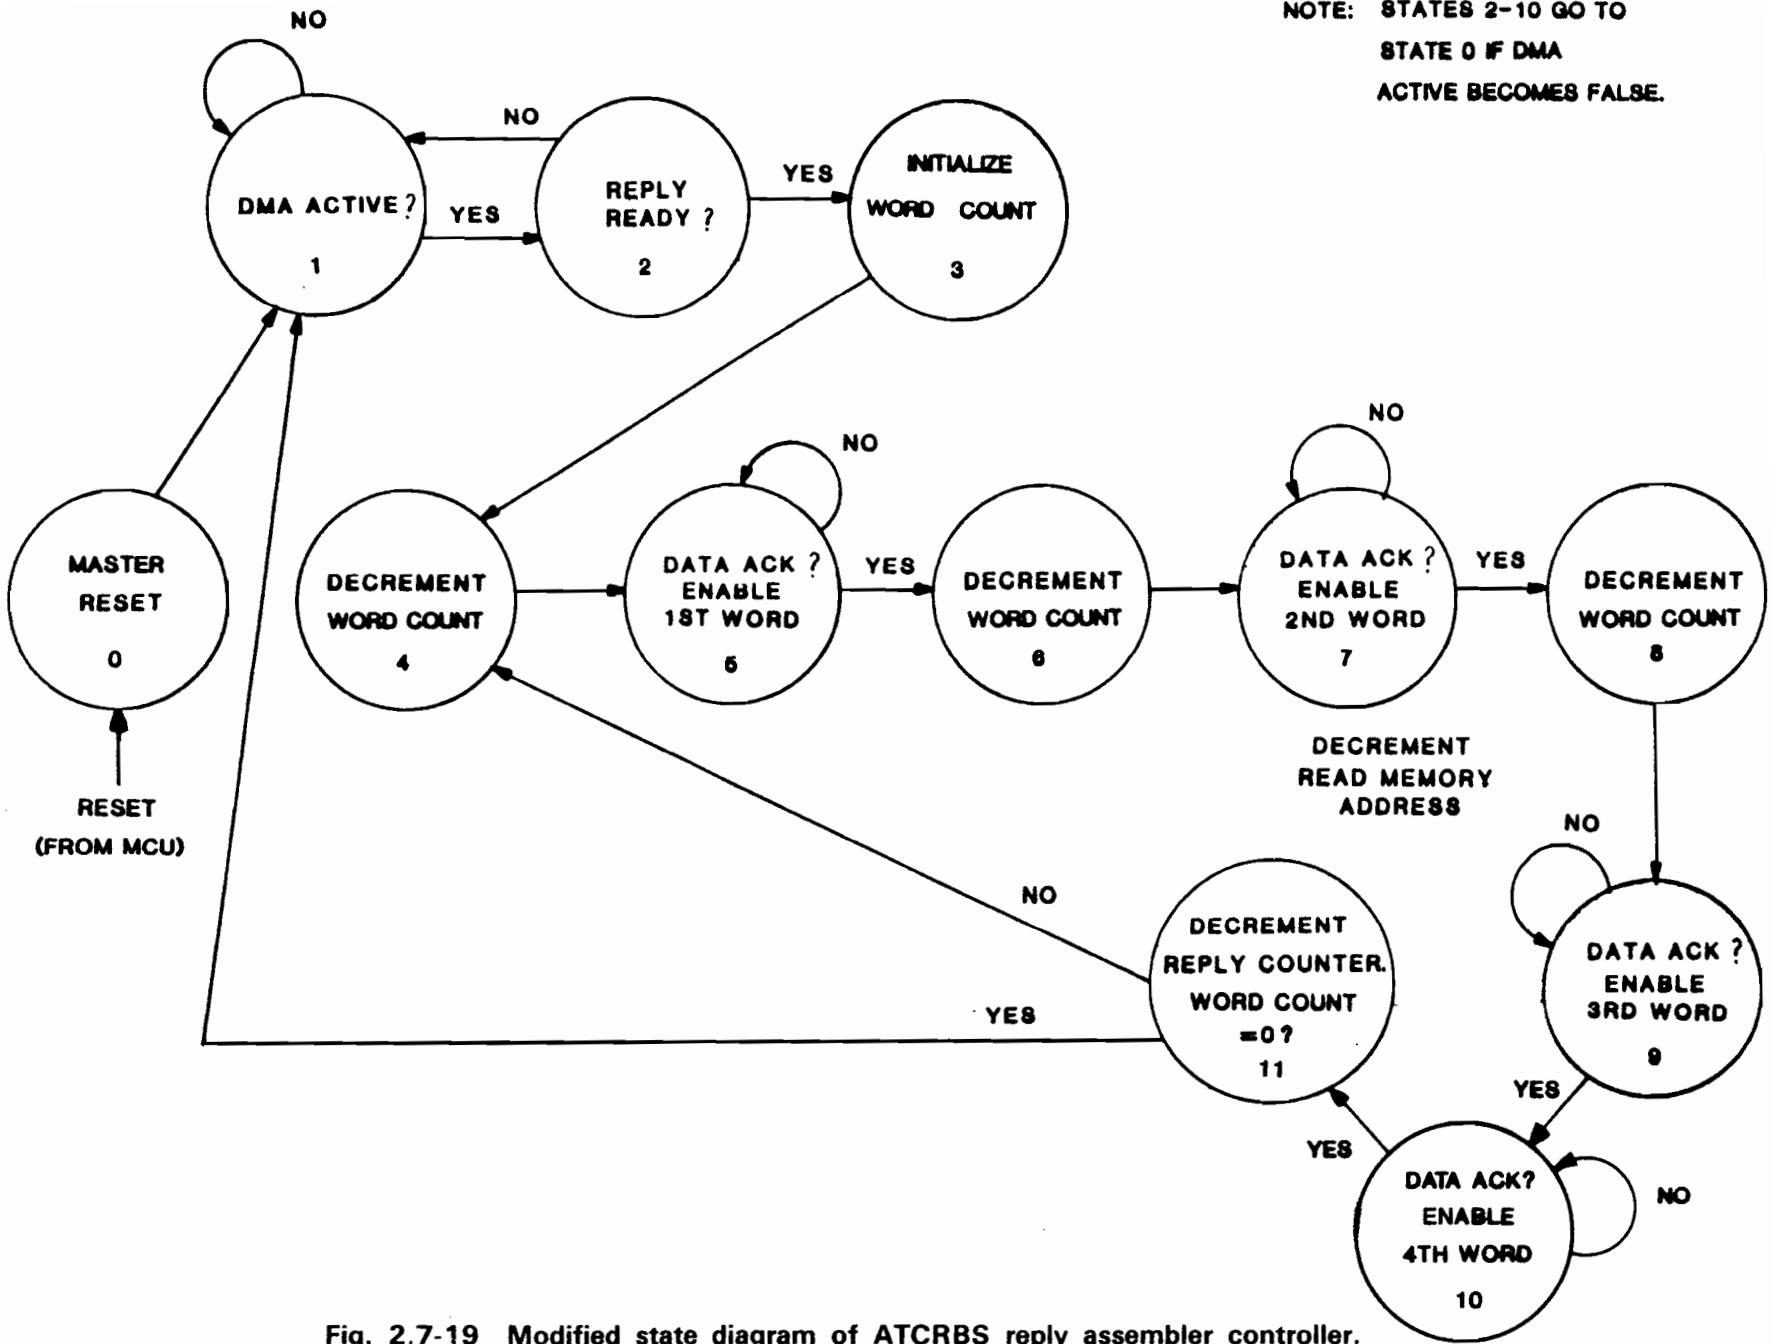 NOTE: STATES 2-10 GO TO
STATE 0 IF DMA
ACTIVE BECOMES FALSE.
NO
DMA ACTIVE?
1
NO
YES
REPLY
READY ?
2
YES
INITIALIZE
WORD COUNT
3
MASTER
RESET
0
RESET
(FROM MCU)
DECREMENT
WORD COUNT
4
NO
DATA ACK ?
ENABLE
1ST WORD
5
YES
DECREMENT
WORD COUNT
6
NO
DATA ACK ?
ENABLE
2ND WORD
7
DECREMENT
READ MEMORY
ADDRESS
YES
DECREMENT
WORD COUNT
8
NO
DATA ACK ?
ENABLE
3RD WORD
9
YES
DATA ACK?
ENABLE
4TH WORD
10
NO
YES
DECREMENT
REPLY COUNTER.
WORD COUNT
=0?
11
NO
YES
Fig. 2.7-19 Modified state diagram of ATCRBS reply assembler controller.